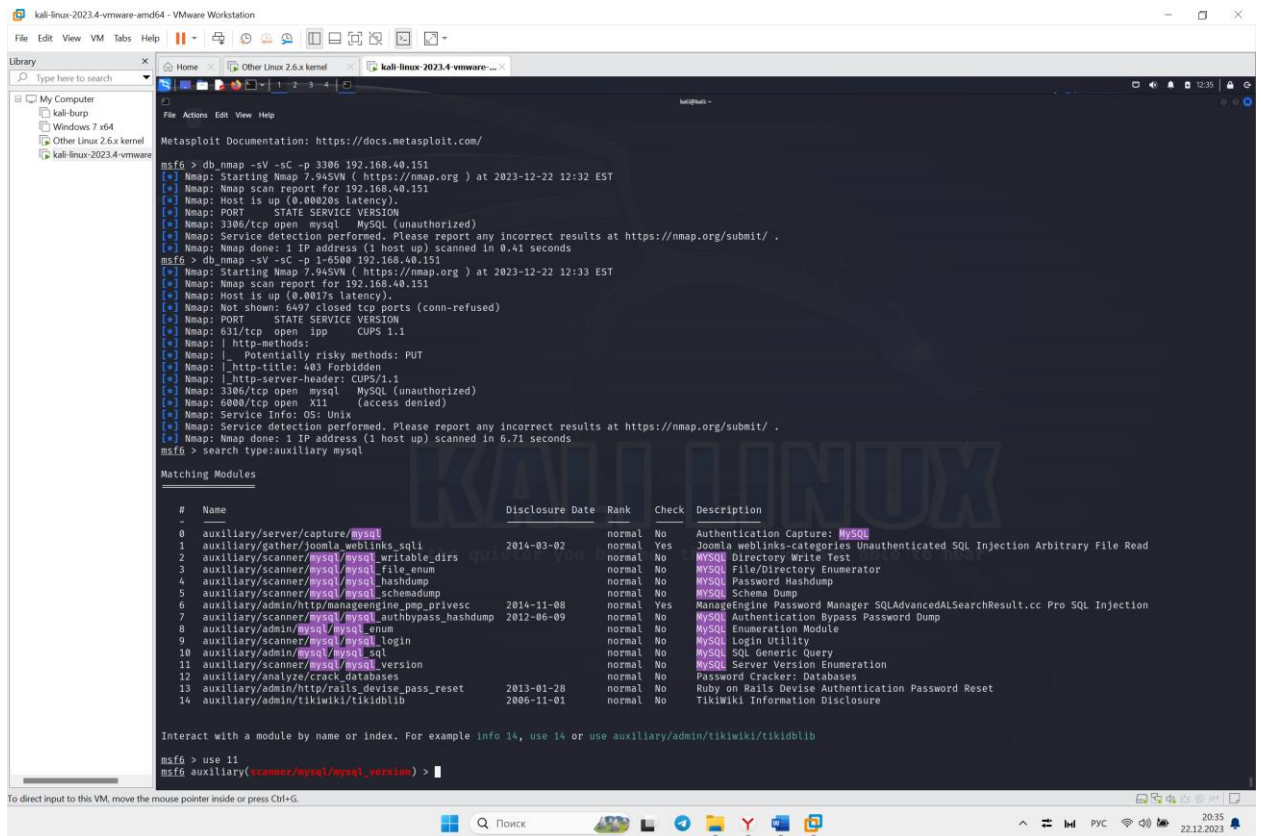 kali-linux-2023.4-vmware-amd64 - VMware Workstation
File Edit View VM Tabs Help
Library
Type here to search
My Computer
kali-burp
Windows 7 x64
Other Linux 2.6.x kernel
kali-linux-2023.4-vmware
Home
Other Linux 2.6.x kernel
kali-linux-2023.4-vmware-...
1 2 3 4
12:35
kali@kali: ~
File Actions Edit View Help
Metasploit Documentation: https://docs.metasploit.com/
msf6 > db_nmap -sV -sC -p 3306 192.168.40.151
[*] Nmap: Starting Nmap 7.94SVN ( https://nmap.org ) at 2023-12-22 12:32 EST
[*] Nmap: Nmap scan report for 192.168.40.151
[*] Nmap: Host is up (0.00020s latency).
[*] Nmap: PORT STATE SERVICE VERSION
[*] Nmap: 3306/tcp open mysql MySQL (unauthorized)
[*] Nmap: Service detection performed. Please report any incorrect results at https://nmap.org/submit/ .
[*] Nmap: Nmap done: 1 IP address (1 host up) scanned in 0.41 seconds
msf6 > db_nmap -sV -sC -p 1-6500 192.168.40.151
[*] Nmap: Starting Nmap 7.94SVN ( https://nmap.org ) at 2023-12-22 12:33 EST
[*] Nmap: Nmap scan report for 192.168.40.151
[*] Nmap: Host is up (0.0017s latency).
[*] Nmap: Not shown: 6497 closed tcp ports (conn-refused)
[*] Nmap: PORT STATE SERVICE VERSION
[*] Nmap: 631/tcp open ipp CUPS 1.1
[*] Nmap: | http-methods:
[*] Nmap: |_ Potentially risky methods: PUT
[*] Nmap: |_http-title: 403 Forbidden
[*] Nmap: |_http-server-header: CUPS/1.1
[*] Nmap: 3306/tcp open mysql MySQL (unauthorized)
[*] Nmap: 6000/tcp open X11 (access denied)
[*] Nmap: Service Info: OS: Unix
[*] Nmap: Service detection performed. Please report any incorrect results at https://nmap.org/submit/ .
[*] Nmap: Nmap done: 1 IP address (1 host up) scanned in 6.71 seconds
msf6 > search type:auxiliary mysql
KALI LINUX
Matching Modules
# Name Disclosure Date Rank Check Description
0 auxiliary/server/capture/mysql normal No Authentication Capture: MySQL
1 auxiliary/gather/joomla_weblinks_sqli 2014-03-02 normal Yes Joomla weblinks-categories Unauthenticated SQL Injection Arbitrary File Read
2 auxiliary/scanner/mysql/mysql_writable_dirs normal No MYSQL Directory Write Test
3 auxiliary/scanner/mysql/mysql_file_enum normal No MYSQL File/Directory Enumerator
4 auxiliary/scanner/mysql/mysql_hashdump normal No MYSQL Password Hashdump
5 auxiliary/scanner/mysql/mysql_schemadump normal No MYSQL Schema Dump
6 auxiliary/admin/http/manageengine_pmp_privesc 2014-11-08 normal Yes ManageEngine Password Manager SQLAdvancedALSearchResult.cc Pro SQL Injection
7 auxiliary/scanner/mysql/mysql_authbypass_hashdump 2012-06-09 normal No MySQL Authentication Bypass Password Dump
8 auxiliary/admin/mysql/mysql_enum normal No MySQL Enumeration Module
9 auxiliary/scanner/mysql/mysql_login normal No MySQL Login Utility
10 auxiliary/admin/mysql/mysql_sql normal No MySQL SQL Generic Query
11 auxiliary/scanner/mysql/mysql_version normal No MySQL Server Version Enumeration
12 auxiliary/analyze/crack_databases normal No Password Cracker: Databases
13 auxiliary/admin/http/rails_devise_pass_reset 2013-01-28 normal No Ruby on Rails Devise Authentication Password Reset
14 auxiliary/admin/tikiwiki/tikidblib 2006-11-01 normal No TikiWiki Information Disclosure
Interact with a module by name or index. For example info 14, use 14 or use auxiliary/admin/tikiwiki/tikidblib
msf6 > use 11
msf6 auxiliary(scanner/mysql/mysql_version) >
To direct input to this VM, move the mouse pointer inside or press Ctrl+G.
Поиск
РУС
20:35
22.12.2023